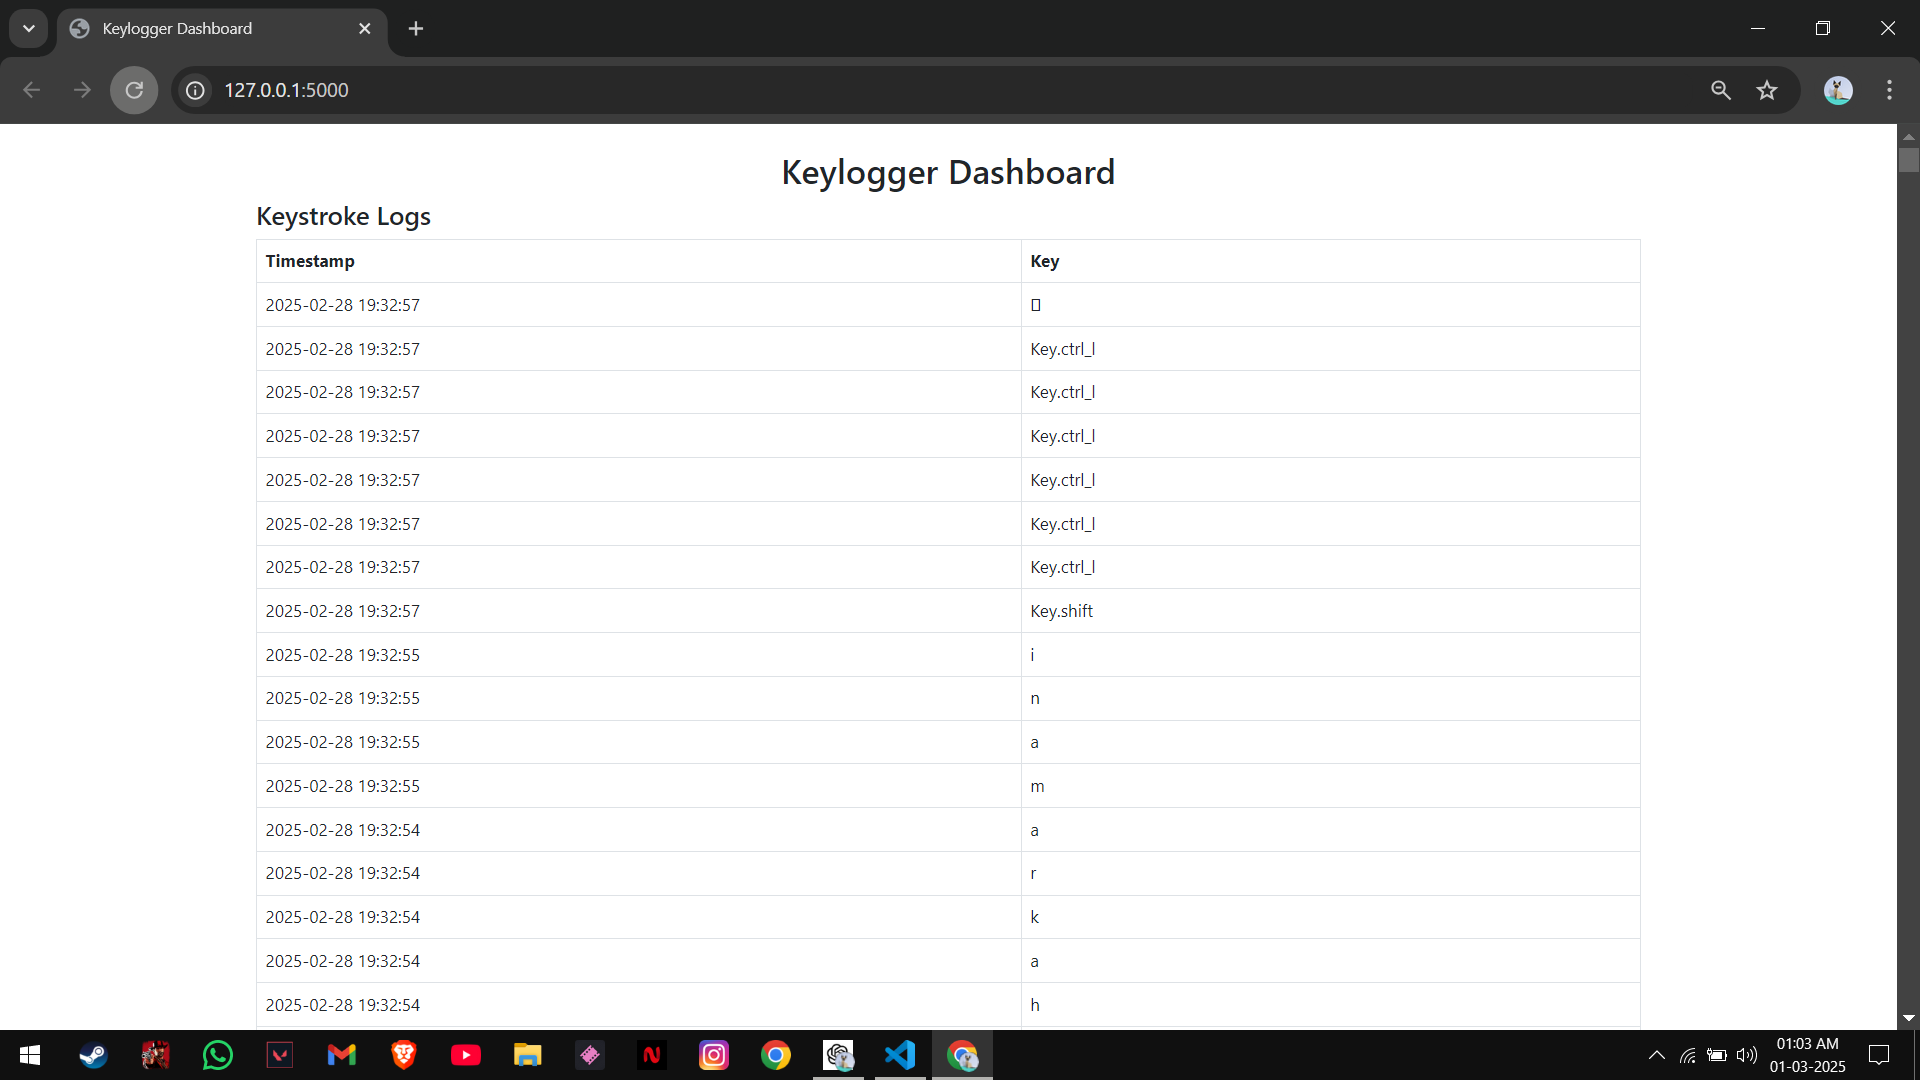 Keylogger Dashboard
127.0.0.1:5000
Keylogger Dashboard
Keystroke Logs
Timestamp Key
2025-02-28 19:32:57
2025-02-28 19:32:57 Key.ctrl_l
2025-02-28 19:32:57 Key.ctrl_l
2025-02-28 19:32:57 Key.ctrl_l
2025-02-28 19:32:57 Key.ctrl_l
2025-02-28 19:32:57 Key.ctrl_l
2025-02-28 19:32:57 Key.ctrl_l
2025-02-28 19:32:57 Key.shift
2025-02-28 19:32:55 i
2025-02-28 19:32:55 n
2025-02-28 19:32:55 a
2025-02-28 19:32:55 m
2025-02-28 19:32:54 a
2025-02-28 19:32:54 r
2025-02-28 19:32:54 k
2025-02-28 19:32:54 a
2025-02-28 19:32:54 h
01:03 AM
01-03-2025